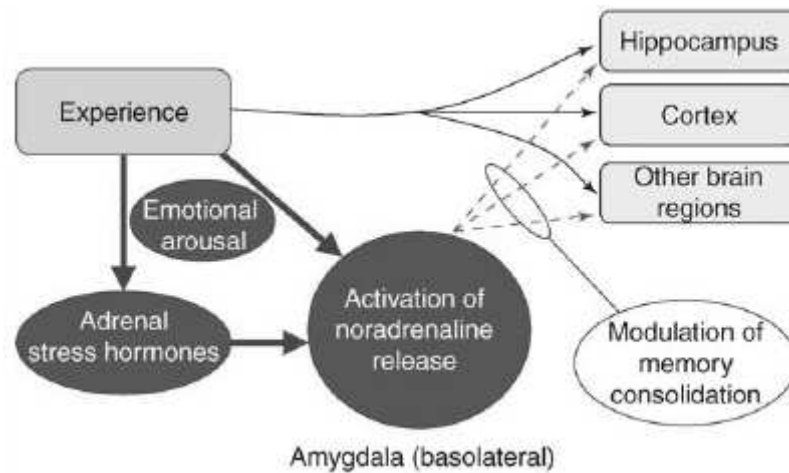 Hippocampus
Experience
Cortex
Emotional
arousal
Other brain
regions
Adrenal
stress hormones
Activation of
noradrenaline
release
Modulation of
memory
consolidation
Amygdala (basolateral)